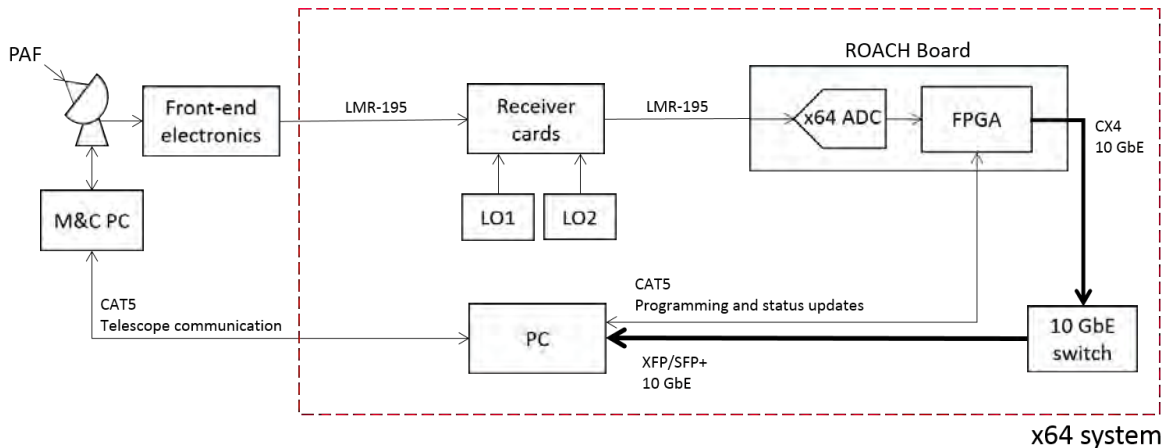 ROACH Board
PAF
Front-end
electronics
LMR-195
Receiver
cards
LMR-195
x64 ADC
FPGA
CX4
10 GbE
LO1
LO2
M&C PC
CAT5
Telescope communication
PC
CAT5
Programming and status updates
XFP/SFP+
10 GbE
10 GbE
switch
x64 system